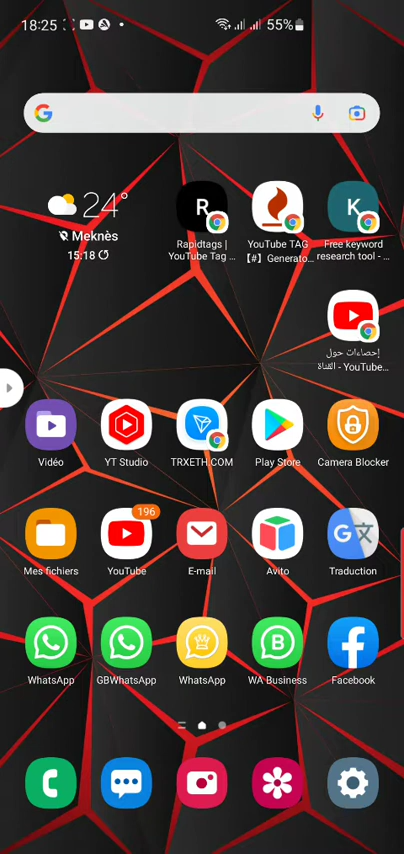 18:25
55%
24°
Meknès
15:18
R
K
Rapidtags |
YouTube Tag ...
YouTube TAG
【#】Generato...
Free keyword
research tool - ...
إحصاءات حول
القناة - YouTube...
Vidéo
YT Studio
TRXETH.COM
Play Store
Camera Blocker
196
G文
Mes fichiers
YouTube
E-mail
Avito
Traduction
B
WhatsApp
GBWhatsApp
WhatsApp
WA Business
Facebook